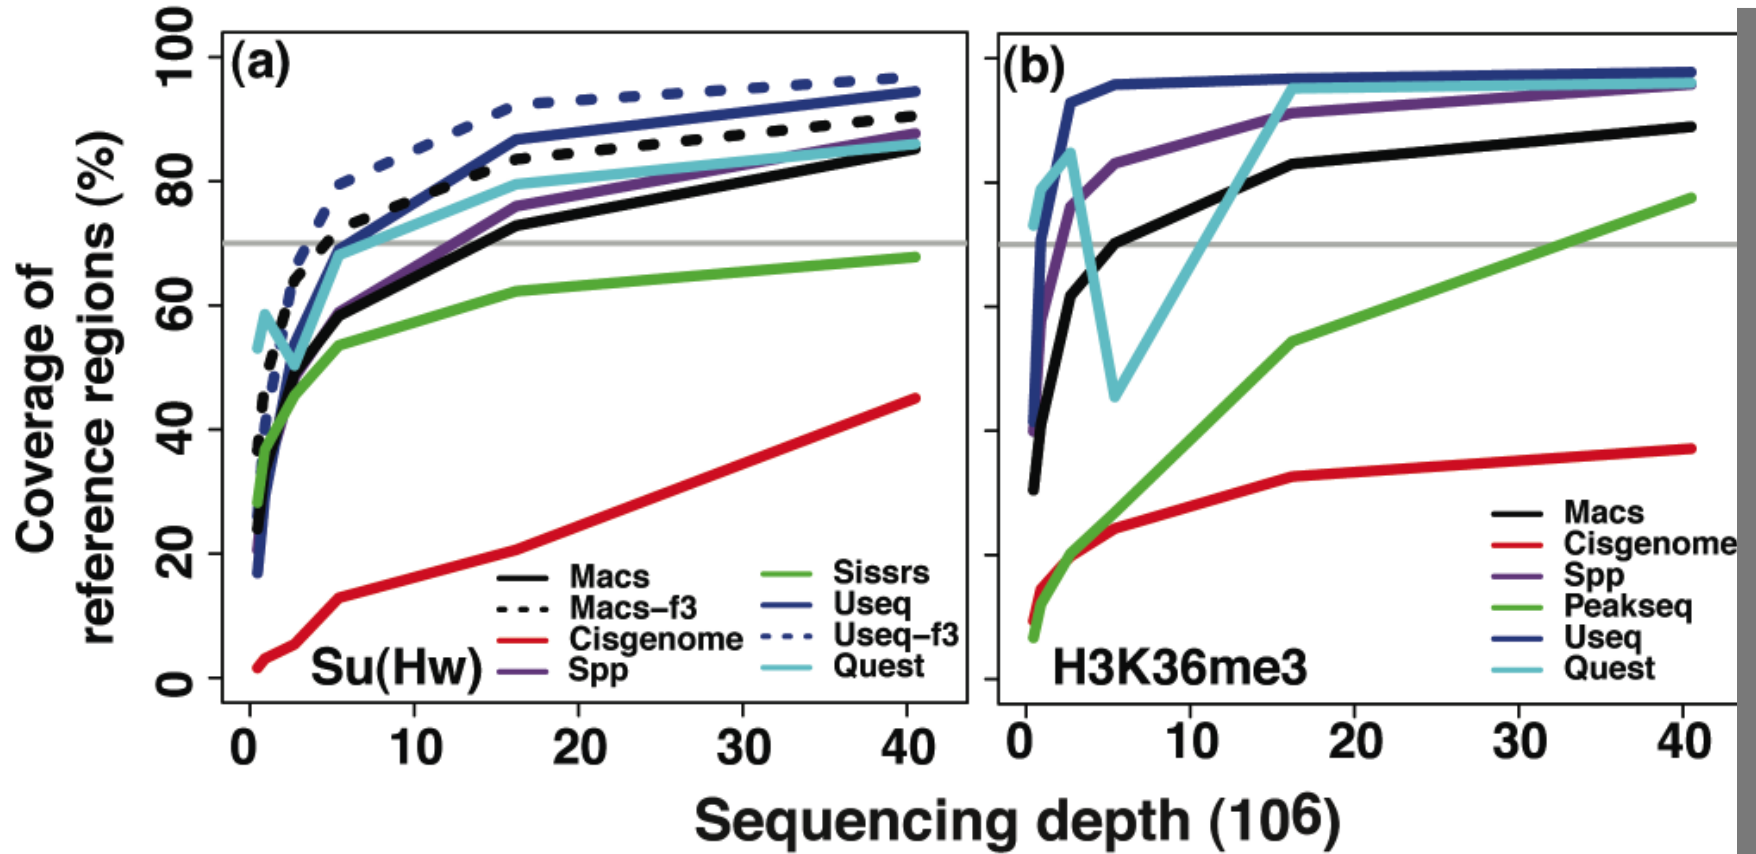 Coverage of
reference regions (%)
100
80
60
40
20
0
(a)
Su(Hw)
Macs
Macs–f3
Cisgenome
Spp
Sissrs
Useq
Useq–f3
Quest
0 10 20 30 40
(b)
H3K36me3
Macs
Cisgenome
Spp
Peakseq
Useq
Quest
0 10 20 30 40
Sequencing depth (10⁶)